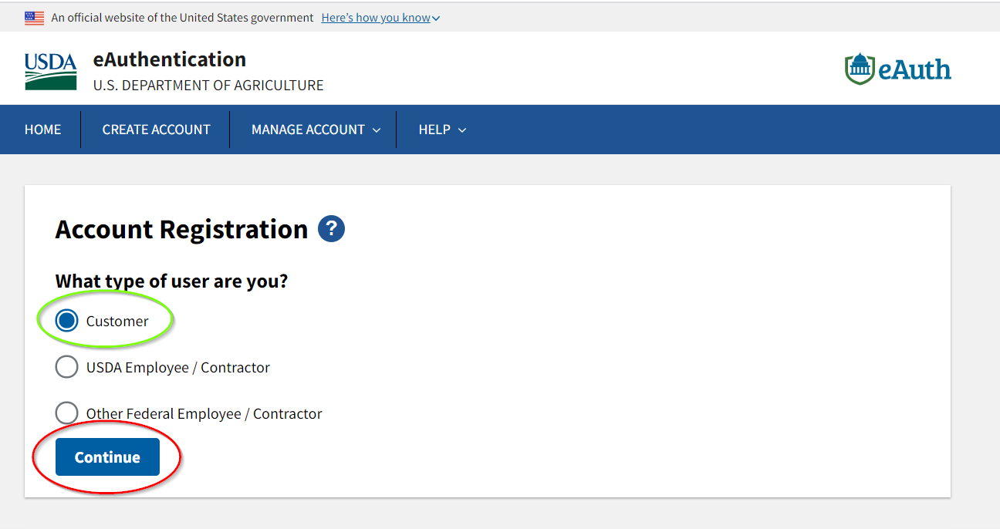 An official website of the United States government Here's how you know
USDA
eAuthentication
U.S. DEPARTMENT OF AGRICULTURE
eAuth
HOME CREATE ACCOUNT MANAGE ACCOUNT HELP
Account Registration ?
What type of user are you?
Customer
USDA Employee / Contractor
Other Federal Employee / Contractor
Continue